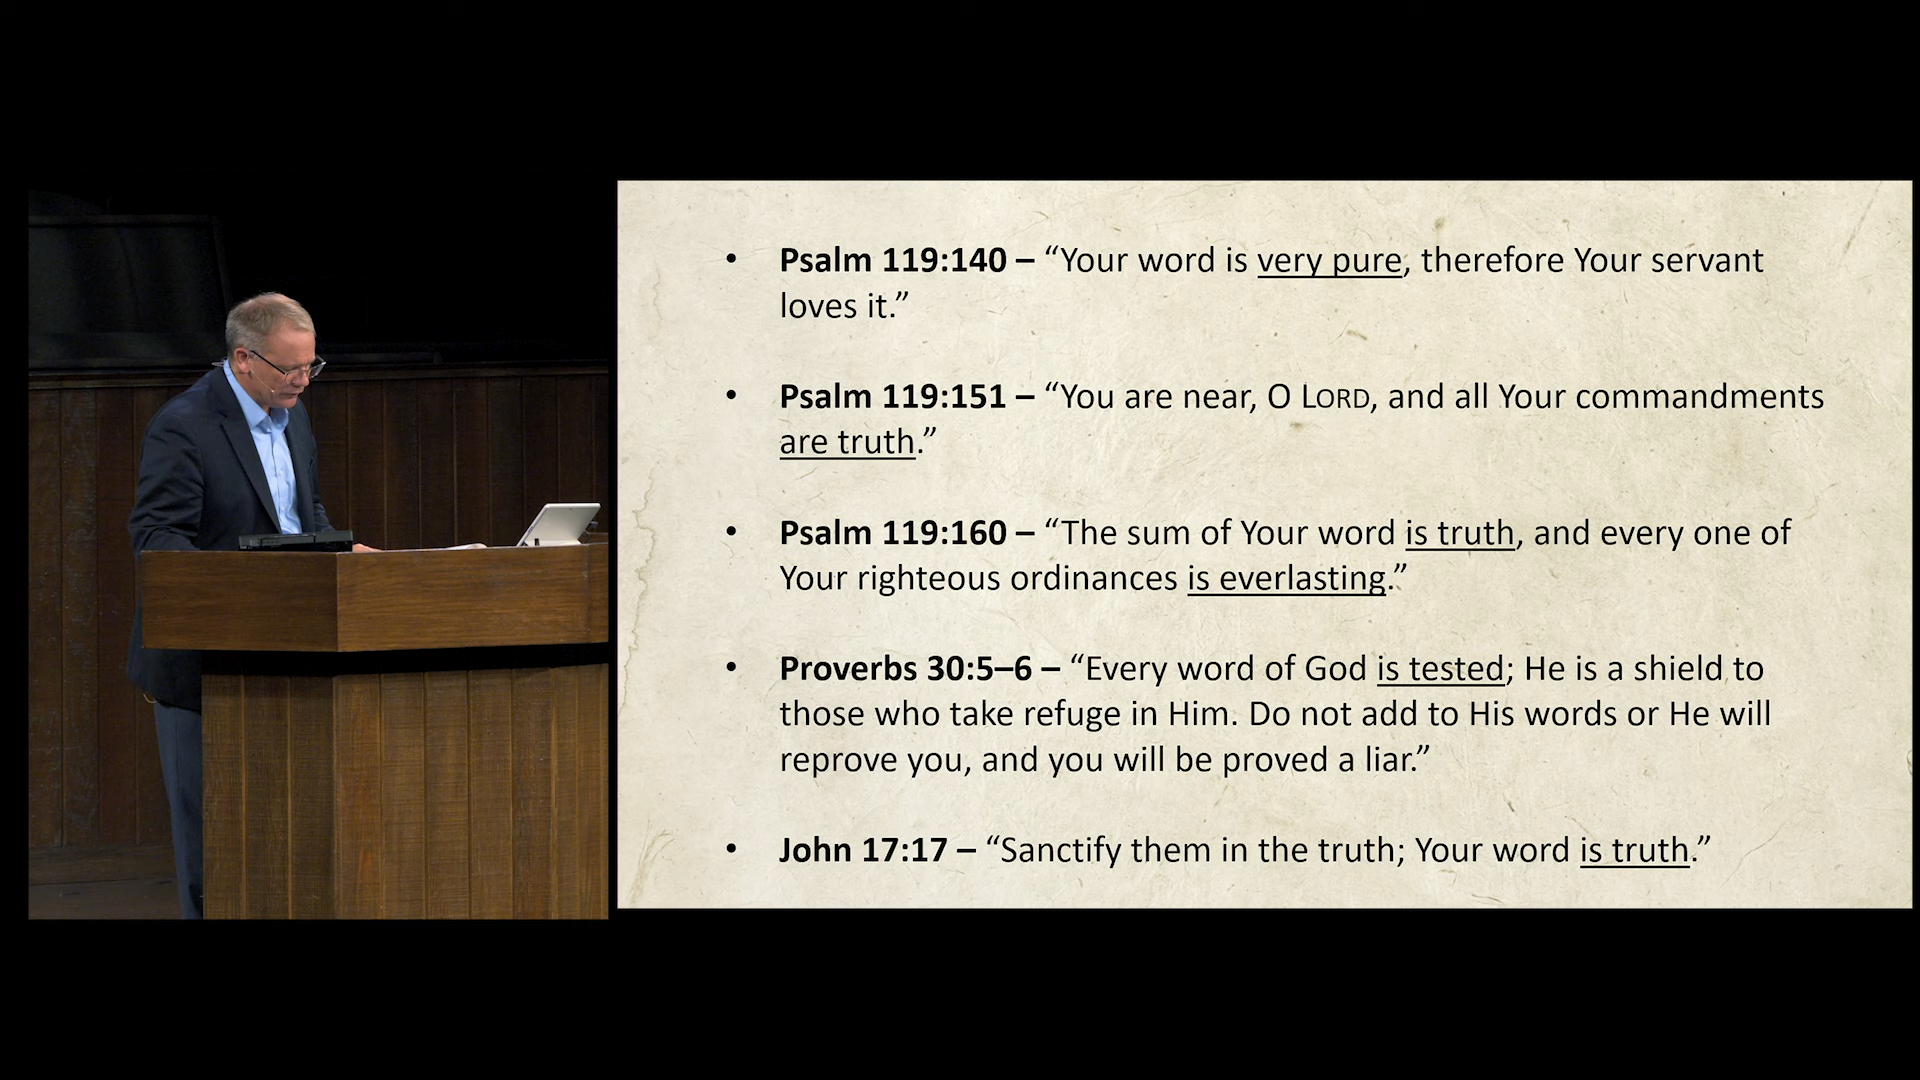 • Psalm 119:140 – “Your word is very pure, therefore Your servant
loves it.”
• Psalm 119:151 – “You are near, O LORD, and all Your commandments
are truth.”
• Psalm 119:160 – “The sum of Your word is truth, and every one of
Your righteous ordinances is everlasting.”
• Proverbs 30:5–6 – “Every word of God is tested; He is a shield to
those who take refuge in Him. Do not add to His words or He will
reprove you, and you will be proved a liar.”
• John 17:17 – “Sanctify them in the truth; Your word is truth.”